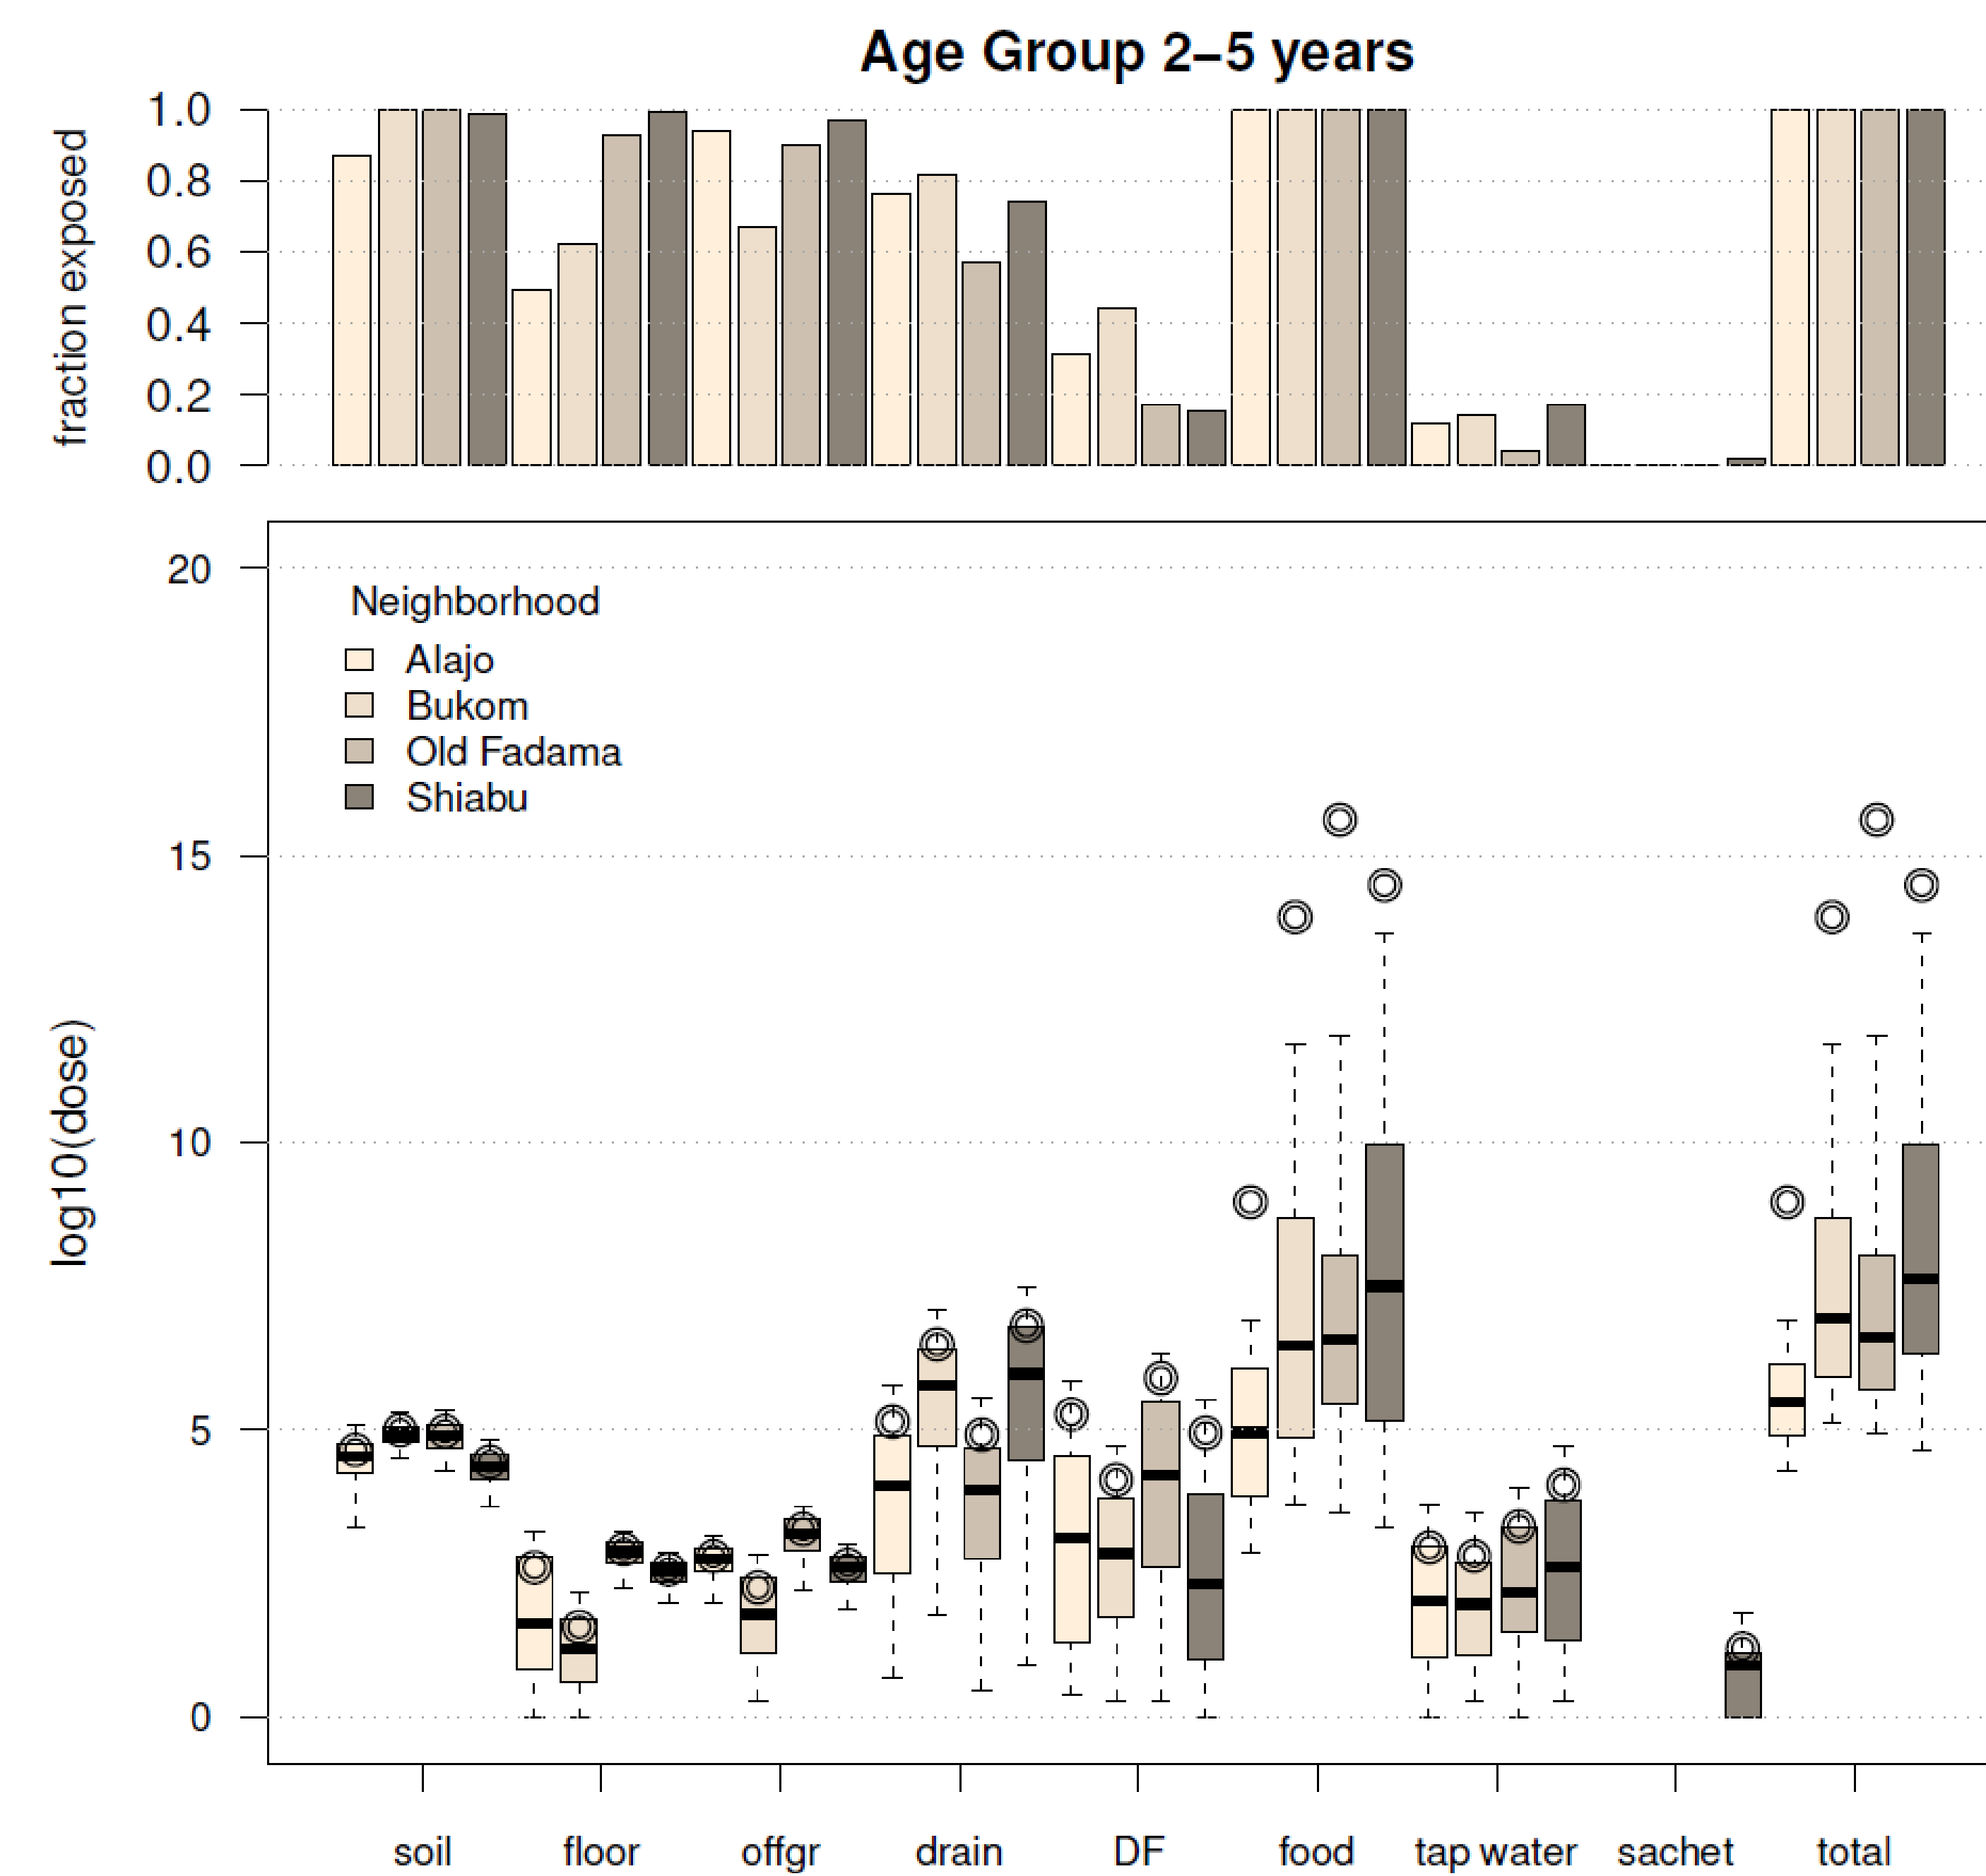 Age Group 2–5 years
fraction exposed
1.0
0.8
0.6
0.4
0.2
0.0
log10(dose)
20
15
10
5
0
Neighborhood
Alajo
Bukom
Old Fadama
Shiabu
soil floor offgr drain DF food tap water sachet total